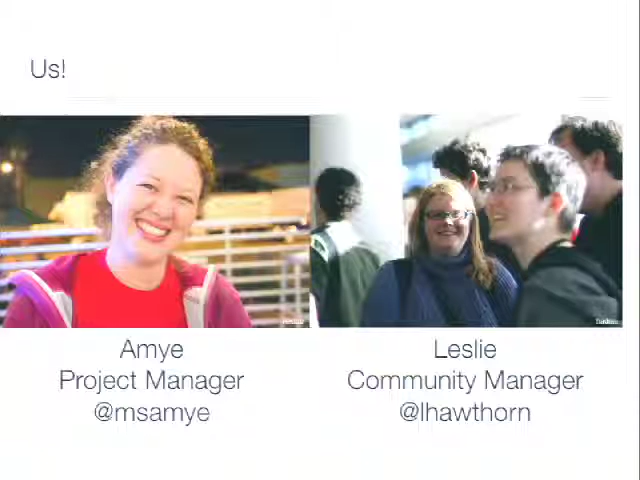 Us!
Amye
Project Manager
@msamye
Leslie
Community Manager
@lhawthorn